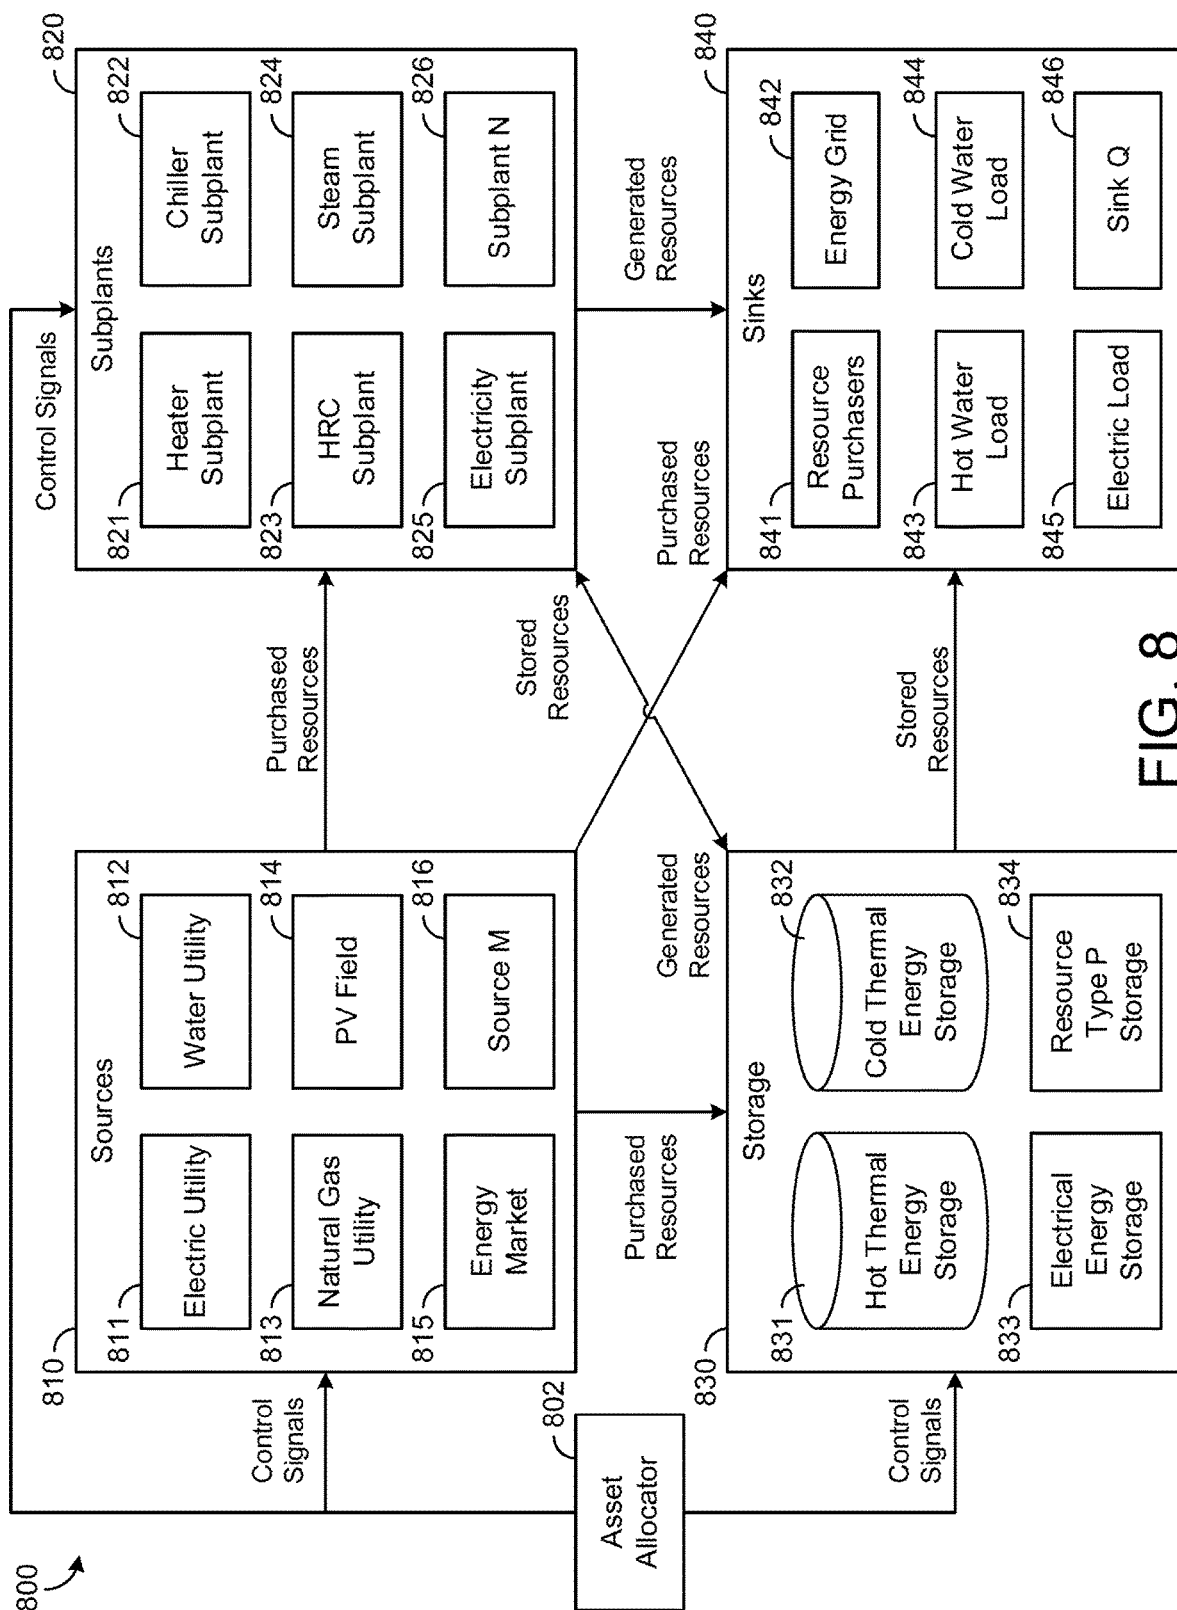 800
Asset
Allocator
802
Control Signals
Control
Signals
Control
Signals
810
Sources
811
Electric Utility
812
Water Utility
813
Natural Gas
Utility
814
PV Field
815
Energy
Market
816
Source M
Purchased
Resources
820
Subplants
821
Heater
Subplant
822
Chiller
Subplant
823
HRC
Subplant
824
Steam
Subplant
825
Electricity
Subplant
826
Subplant N
Purchased
Resources
Generated
Resources
Stored
Resources
Purchased
Resources
Generated
Resources
830
Storage
831
Hot Thermal
Energy
Storage
832
Cold Thermal
Energy
Storage
833
Electrical
Energy
Storage
834
Resource
Type P
Storage
Stored
Resources
840
Sinks
841
Resource
Purchasers
842
Energy Grid
843
Hot Water
Load
844
Cold Water
Load
845
Electric Load
846
Sink Q
FIG. 8